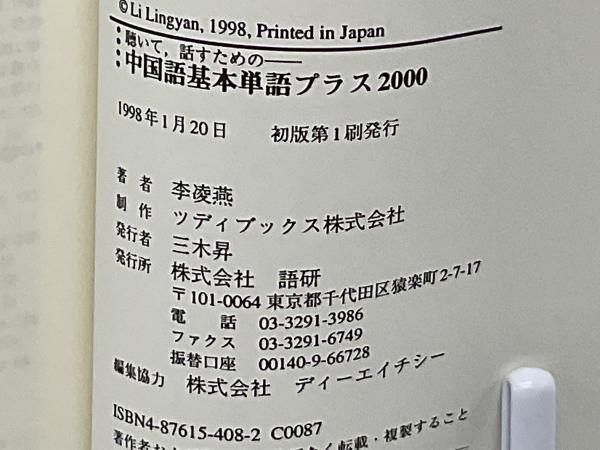 ©Li Lingyan, 1998, Printed in Japan
聴いて，話すための――
中国語基本単語プラス2000
1998年1月20日 初版第1刷発行
著者 李凌燕
制作 ツディブックス株式会社
発行者 三木昇
発行所 株式会社 語研
〒101-0064 東京都千代田区猿楽町2-7-17
電話 03-3291-3986
ファクス 03-3291-6749
振替口座 00140-9-66728
編集協力 株式会社 ディーエイチシー
ISBN4-87615-408-2 C0087
著作者お
なく転載・複製すること